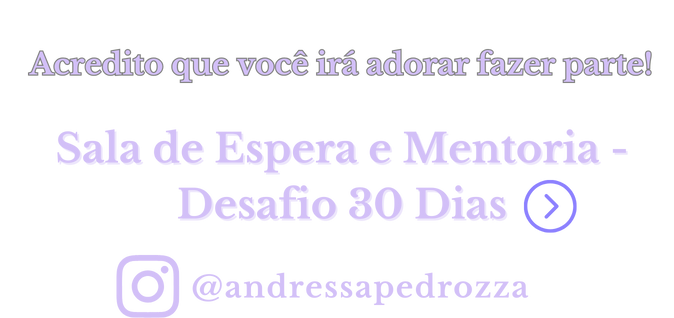 Acredito que você irá adorar fazer parte!
Sala de Espera e Mentoria -
Desafio 30 Dias
@andressapedrozza